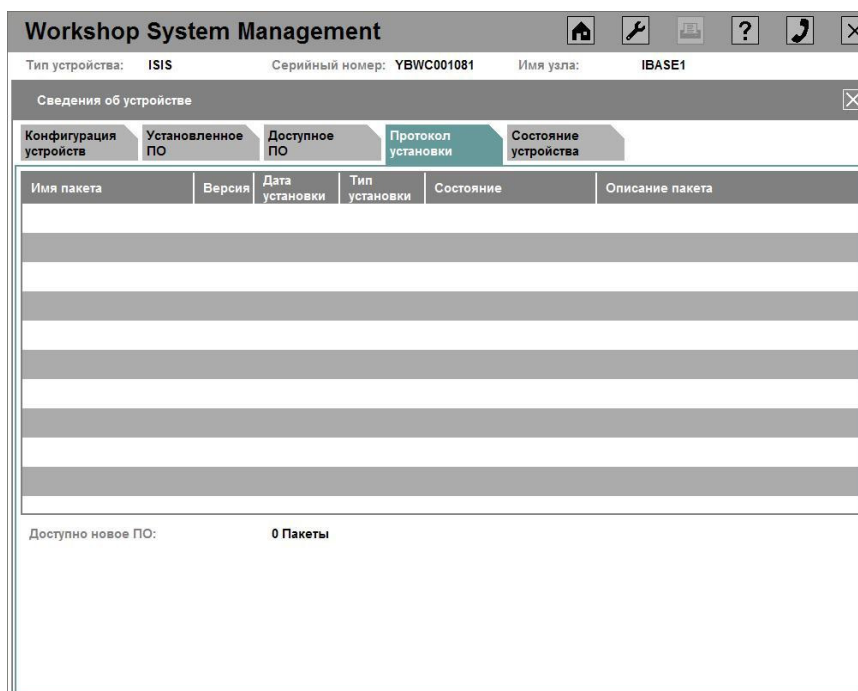 Workshop System Management
Тип устройства: ISIS Серийный номер: YBWC001081 Имя узла: IBASE1
Сведения об устройстве
Конфигурация устройств
Установленное ПО
Доступное ПО
Протокол установки
Состояние устройства
Имя пакета
Версия
Дата установки
Тип установки
Состояние
Описание пакета
Доступно новое ПО: 0 Пакеты